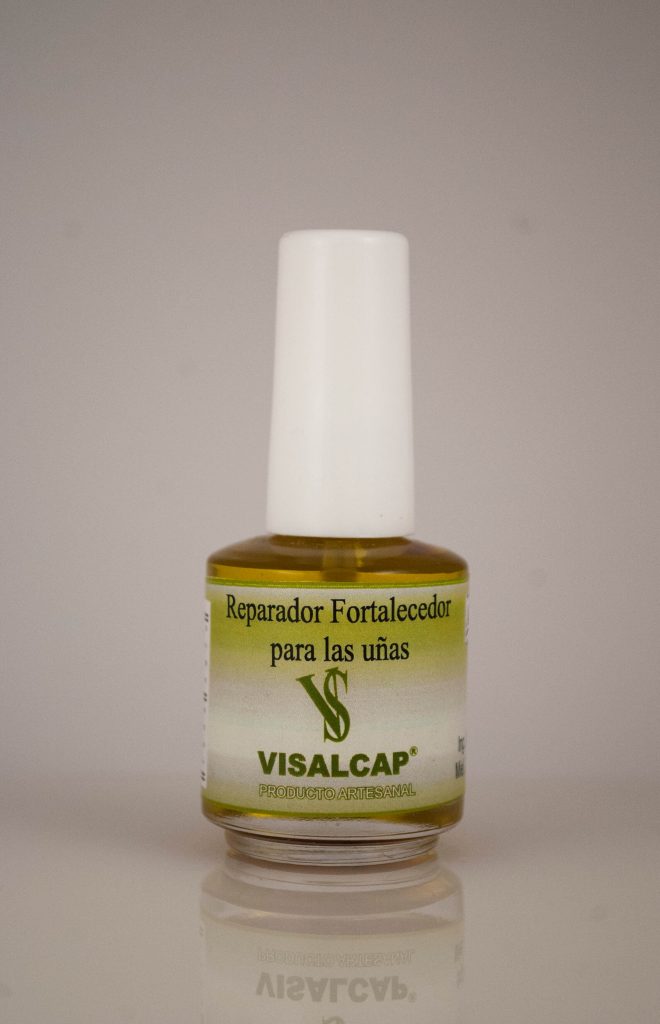 Reparador Fortalecedor
para las uñas
VS
VISALCAP®
PRODUCTO ARTESANAL